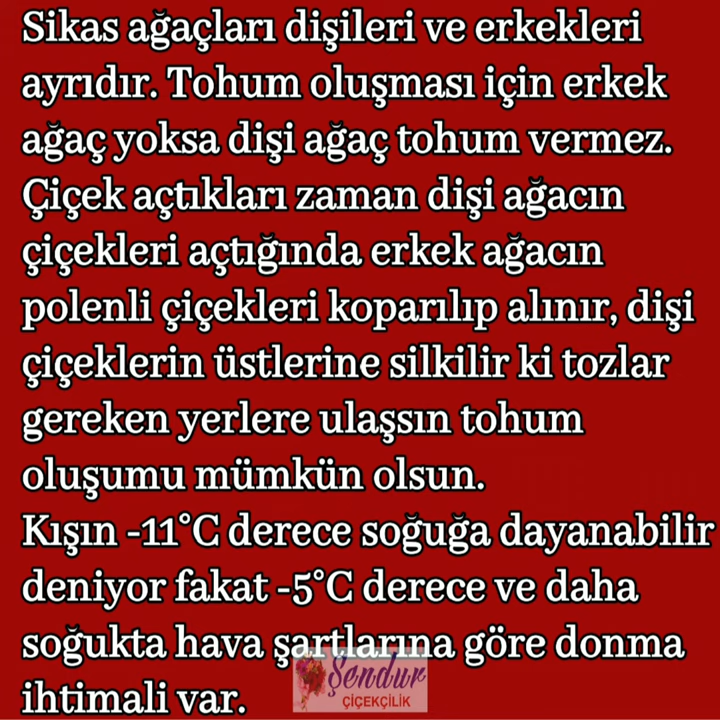 Sikas ağaçları dişileri ve erkekleri
ayrıdır. Tohum oluşması için erkek
ağaç yoksa dişi ağaç tohum vermez.
Çiçek açtıkları zaman dişi ağacın
çiçekleri açtığında erkek ağacın
polenli çiçekleri koparılıp alınır, dişi
çiçeklerin üstlerine silkilir ki tozlar
gereken yerlere ulaşsın tohum
oluşumu mümkün olsun.
Kışın -11°C derece soğuğa dayanabilir
deniyor fakat -5°C derece ve daha
soğukta hava şartlarına göre donma
ihtimali var.
Şendur
ÇİÇEKÇİLİK